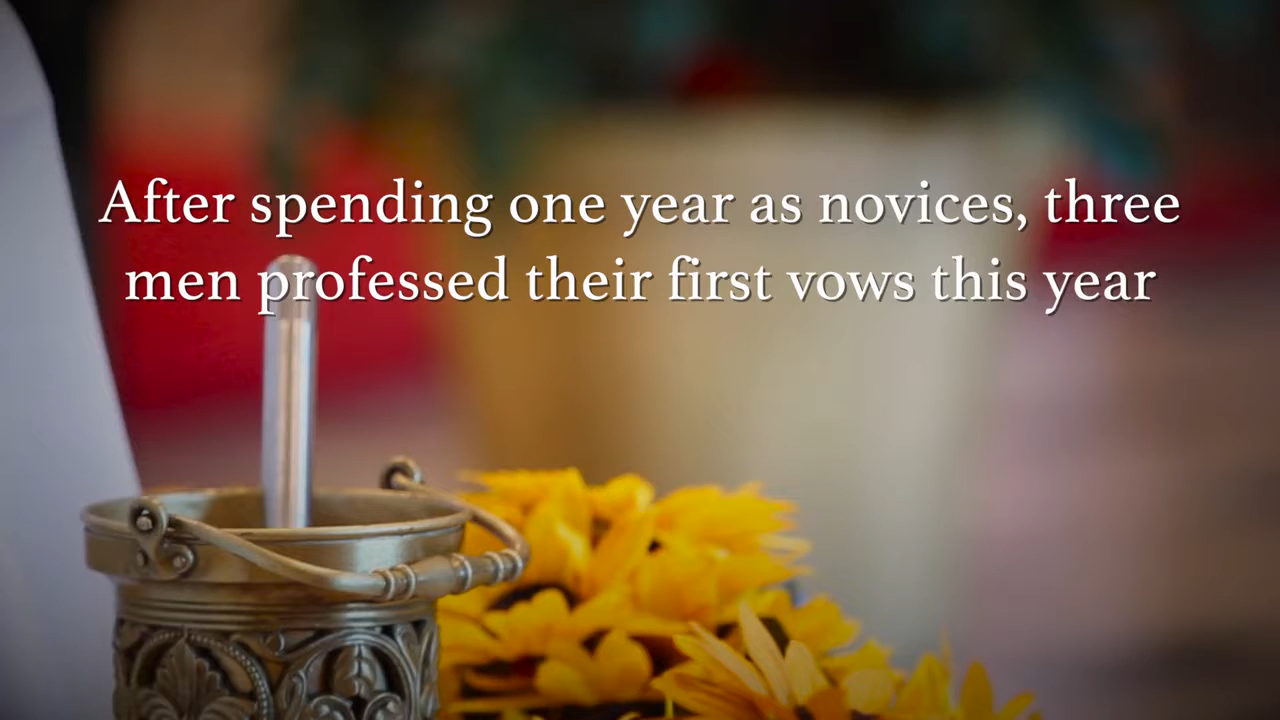 After spending one year as novices, three
men professed their first vows this year